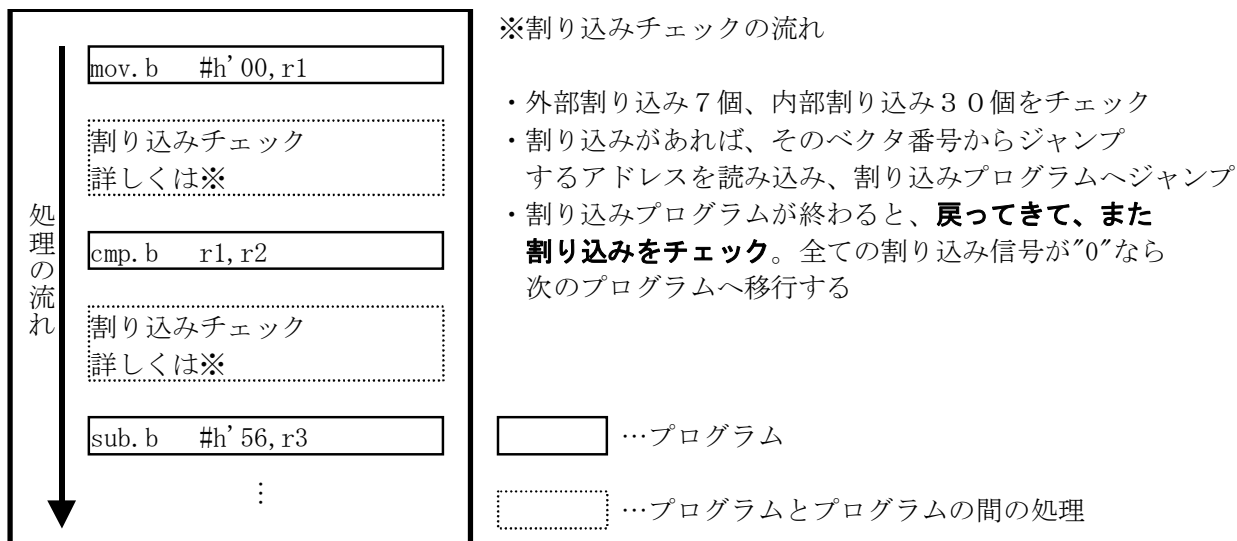 mov.b #h'00,r1
割り込みチェック
詳しくは※
cmp.b r1,r2
割り込みチェック
詳しくは※
sub.b #h'56,r3
⋮
処理の流れ
※割り込みチェックの流れ
・外部割り込み７個、内部割り込み３０個をチェック
・割り込みがあれば、そのベクタ番号からジャンプ
するアドレスを読み込み、割り込みプログラムへジャンプ
・割り込みプログラムが終わると、戻ってきて、また
割り込みをチェック。全ての割り込み信号が"0"なら
次のプログラムへ移行する
…プログラム
…プログラムとプログラムの間の処理